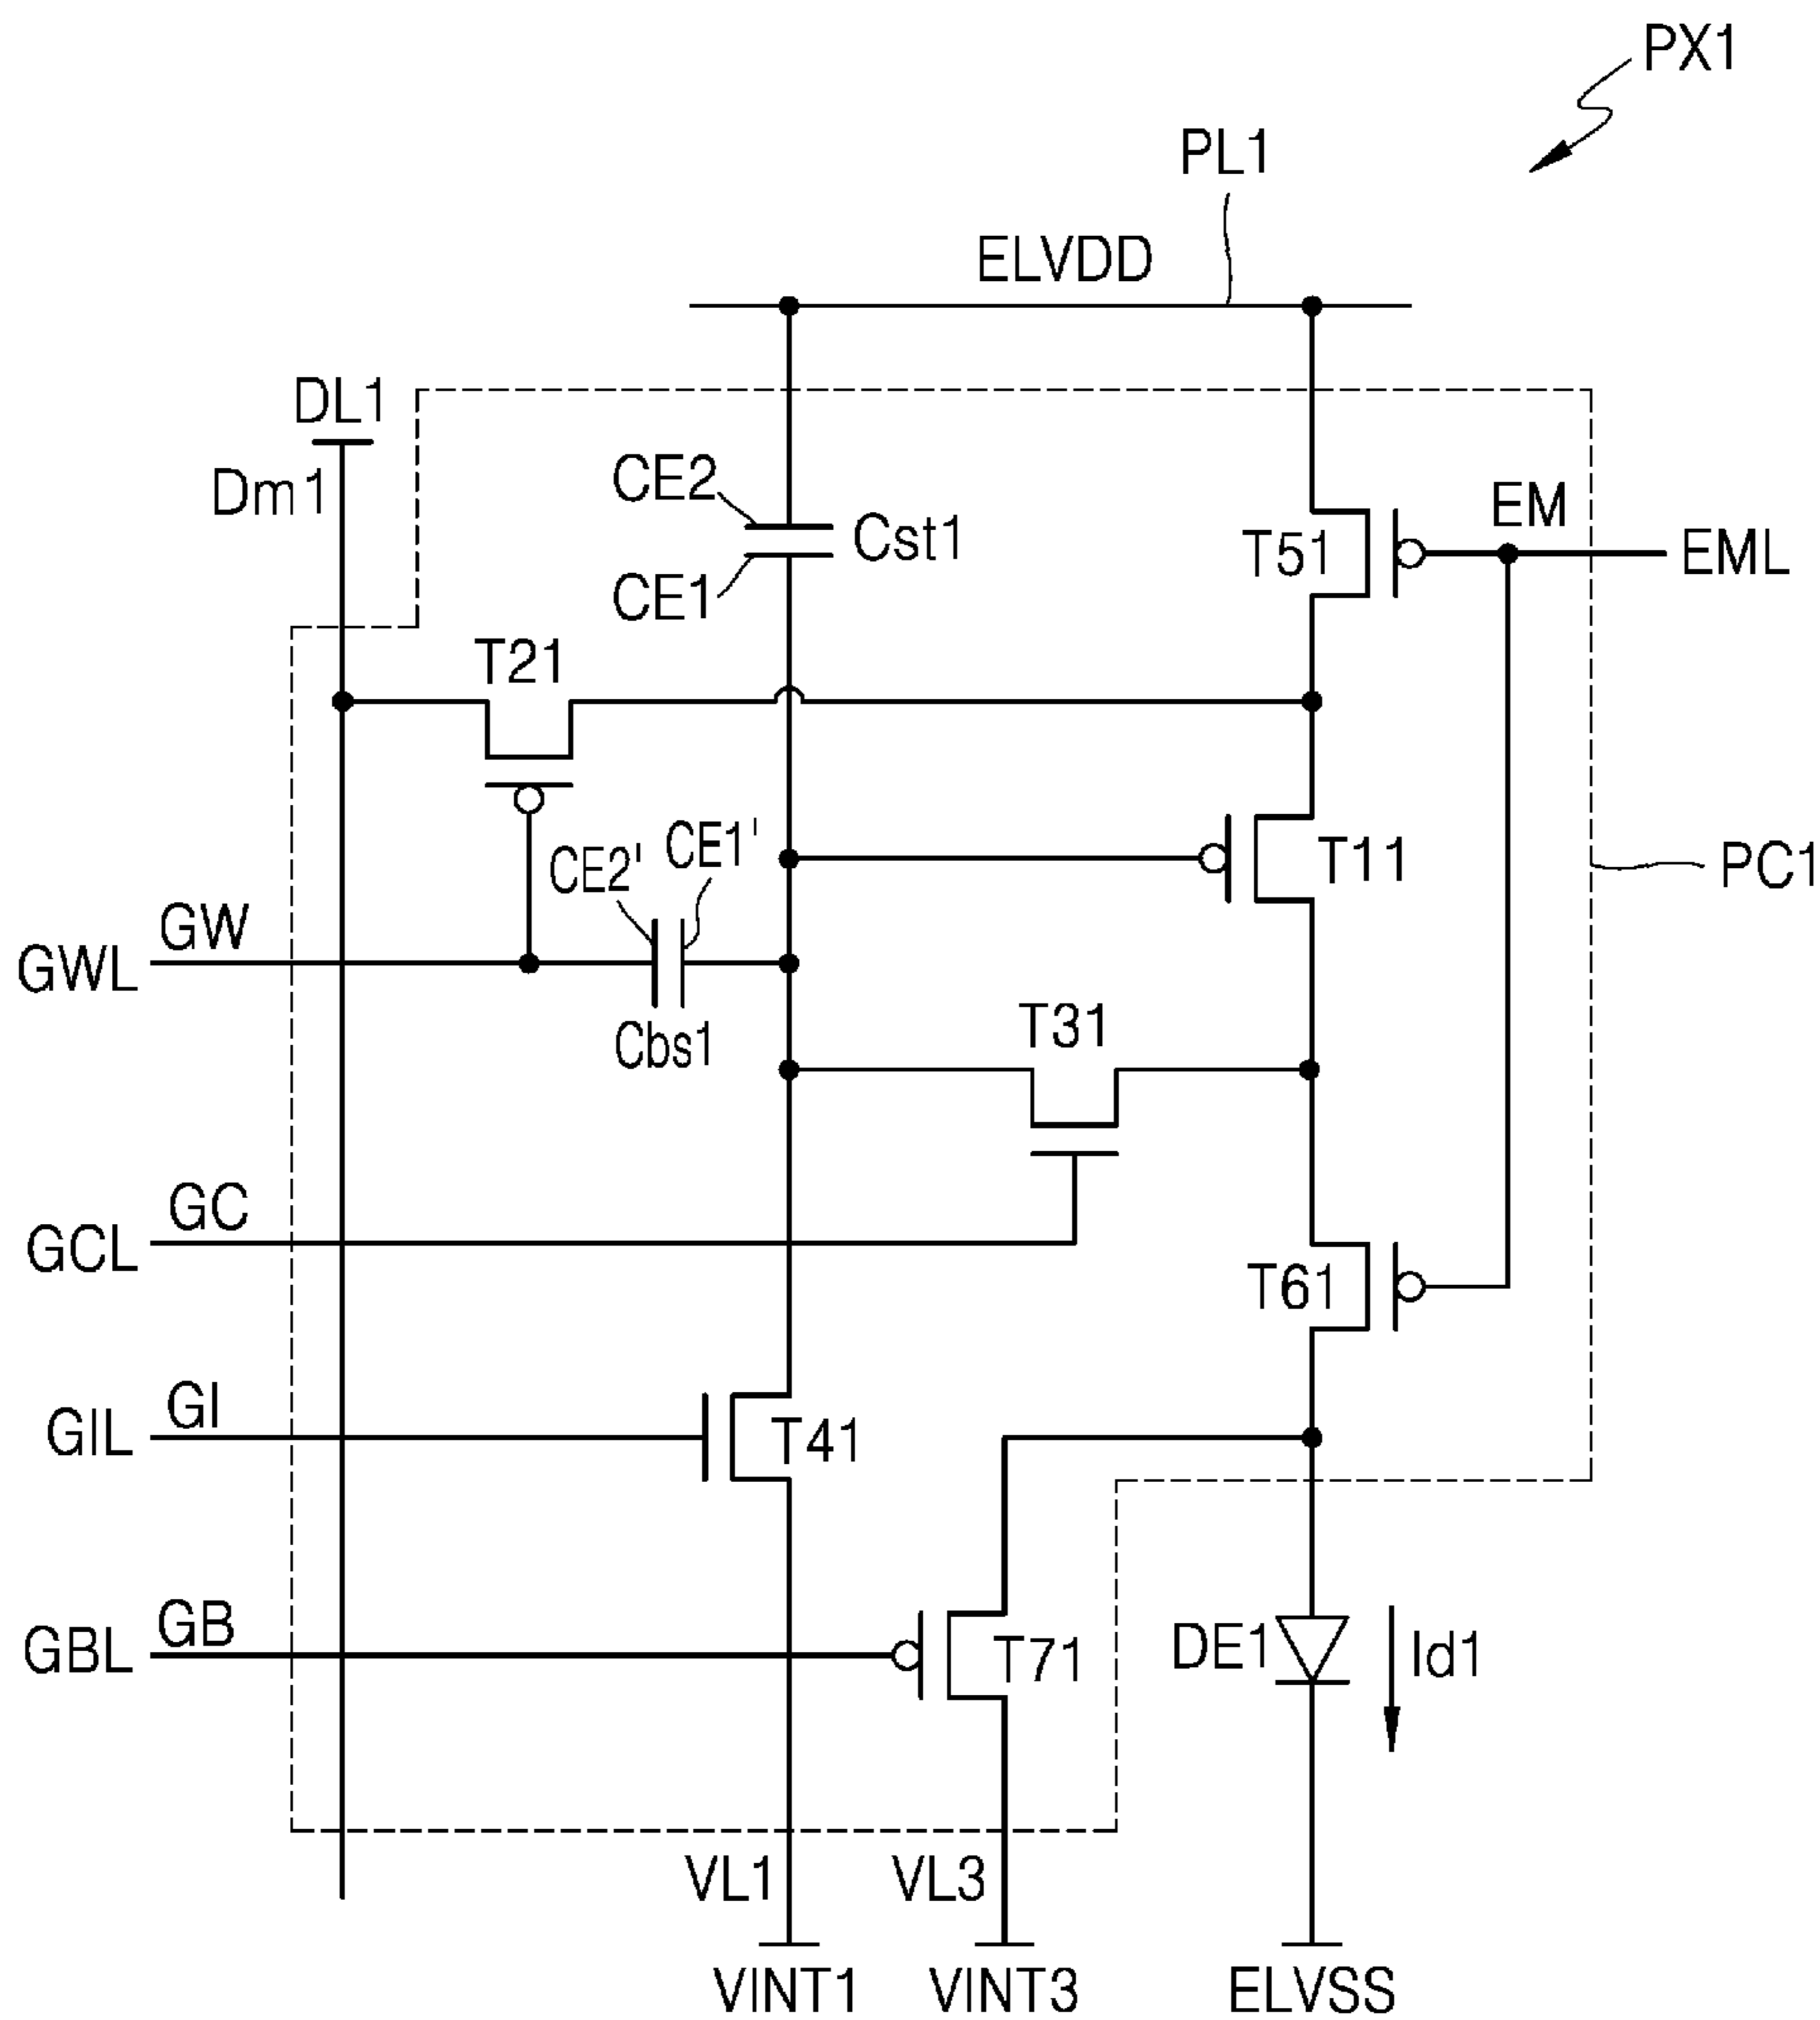 PX1
PL1
ELVDD
DL1
Dm1
CE2
Cst1
CE1
T51
EM
EML
T21
CE2'
CE1'
T11
PC1
GW
GWL
Cbs1
T31
GC
GCL
T61
GI
GIL
T41
GB
GBL
T71
DE1
Id1
VL1
VL3
VINT1
VINT3
ELVSS